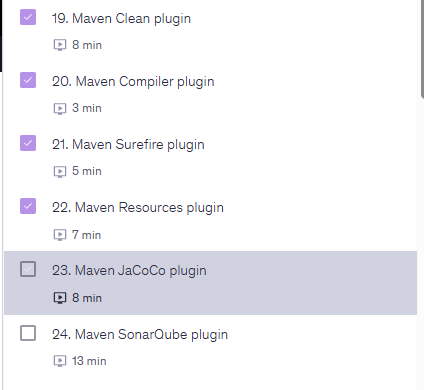 19. Maven Clean plugin
8 min
20. Maven Compiler plugin
3 min
21. Maven Surefire plugin
5 min
22. Maven Resources plugin
7 min
23. Maven JaCoCo plugin
8 min
24. Maven SonarQube plugin
13 min